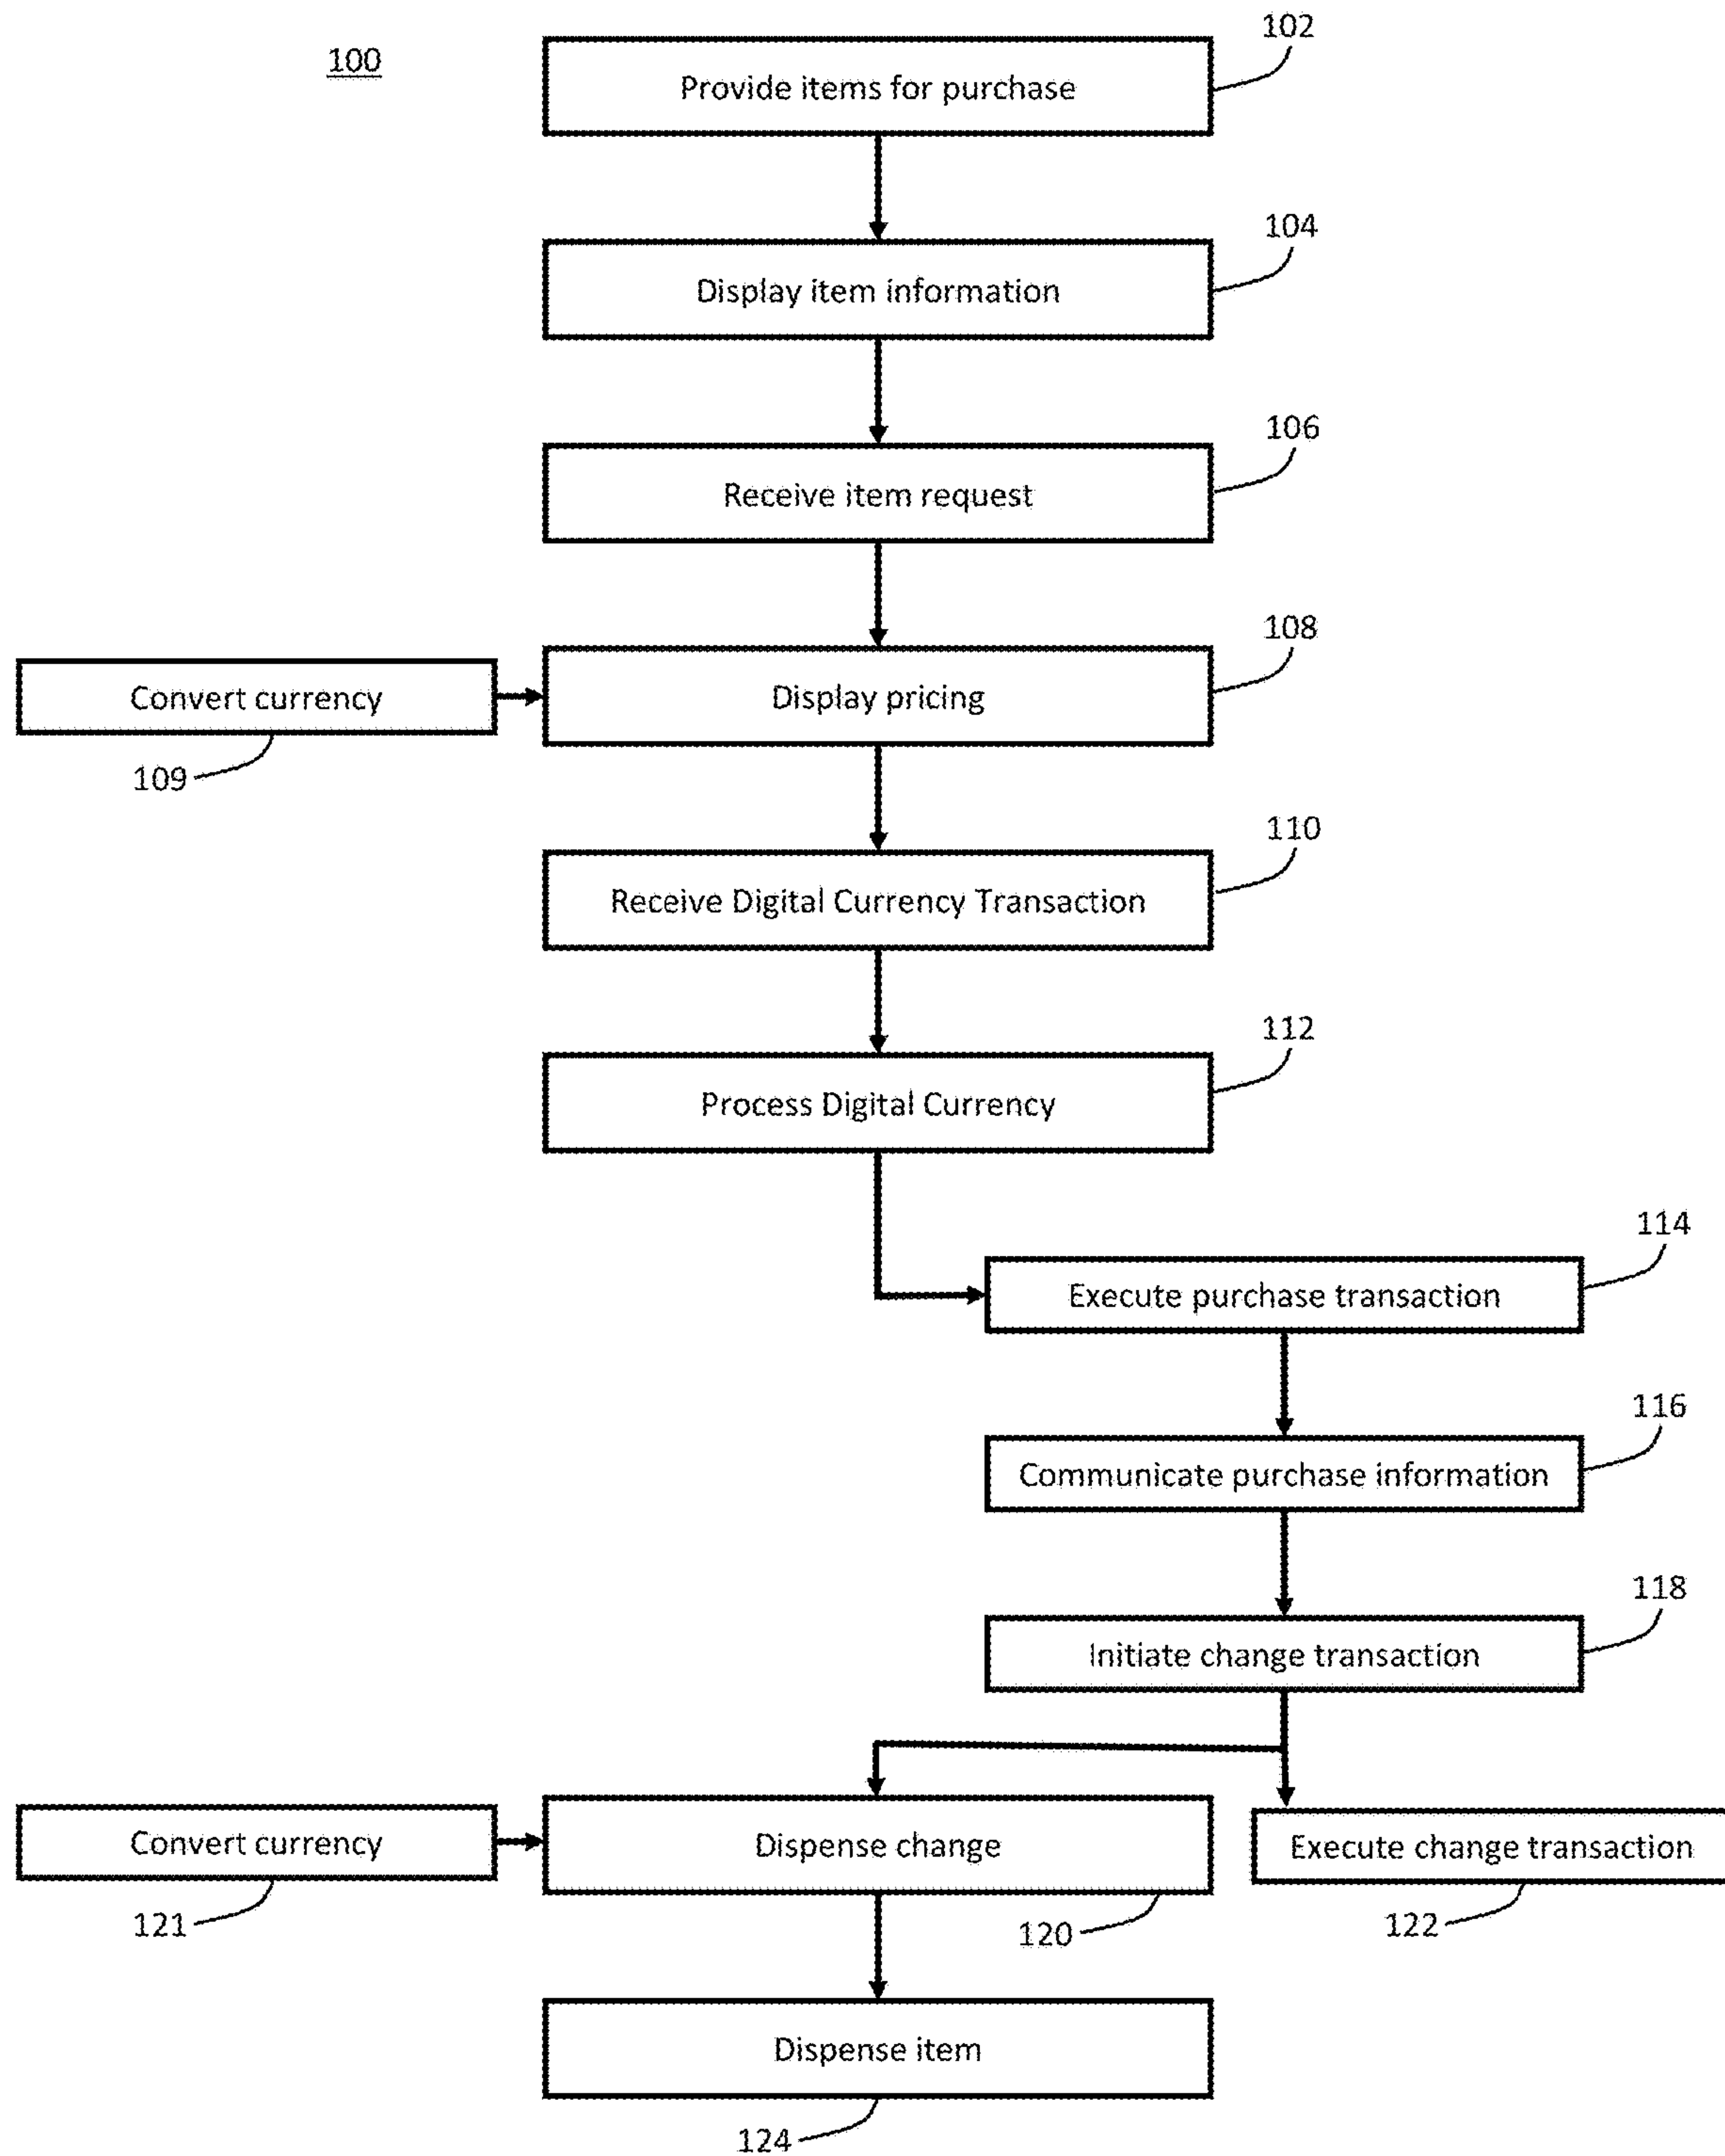 100
102
Provide items for purchase
104
Display item information
106
Receive item request
108
Convert currency
Display pricing
109
110
Receive Digital Currency Transaction
112
Process Digital Currency
114
Execute purchase transaction
116
Communicate purchase information
118
Initiate change transaction
Convert currency
Dispense change
Execute change transaction
121
120
122
Dispense item
124